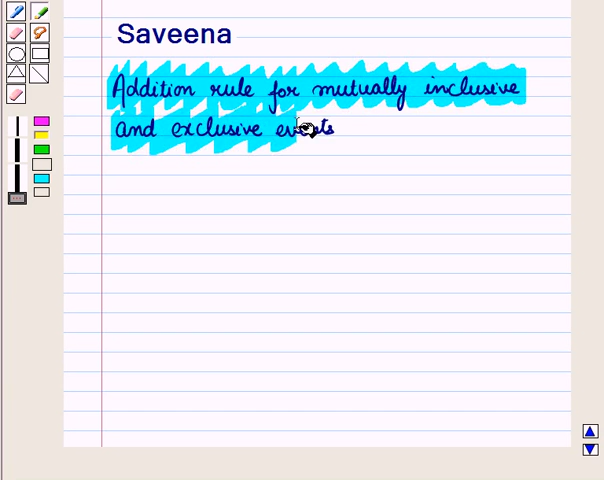 Saveena
Addition rule for mutually inclusive
and exclusive events